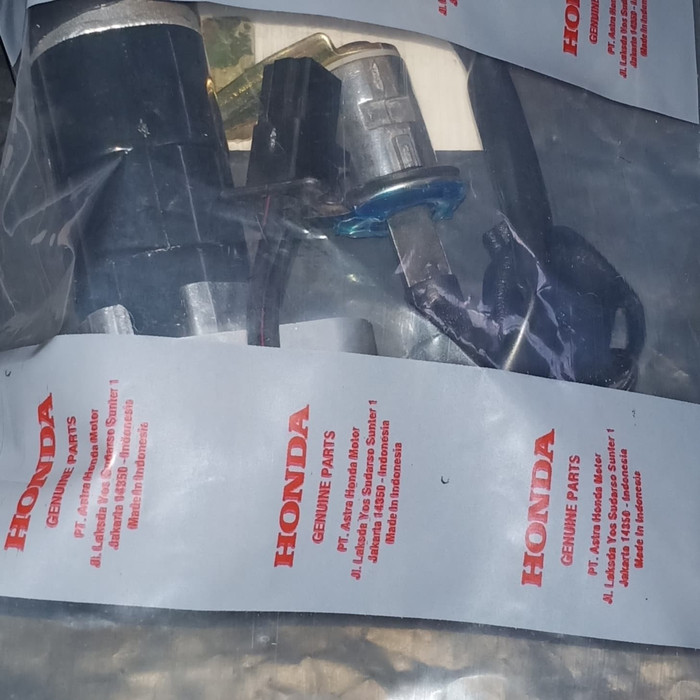 HONDA
GENUINE PARTS
PT. Astra Honda Motor
Jl. Laksda Yos Sudarso Sunter 1
Jakarta 14350 - Indonesia
Made in Indonesia
HONDA
GENUINE PARTS
PT. Astra Honda Motor
Jl. Laksda Yos Sudarso Sunter 1
Jakarta 14350 - Indonesia
Made in Indonesia
HONDA
GENUINE PARTS
PT. Astra Honda Motor
Jl. Laksda Yos Sudarso Sunter 1
Jakarta 14350 - Indonesia
Made in Indonesia